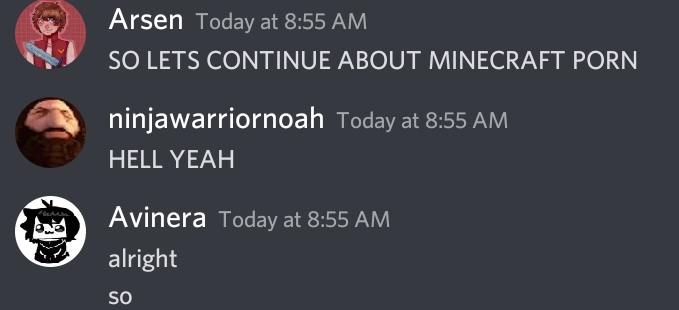 Arsen Today at 8:55 AM
SO LETS CONTINUE ABOUT MINECRAFT PORN
ninjawarriornoah Today at 8:55 AM
HELL YEAH
Avinera Today at 8:55 AM
alright
so